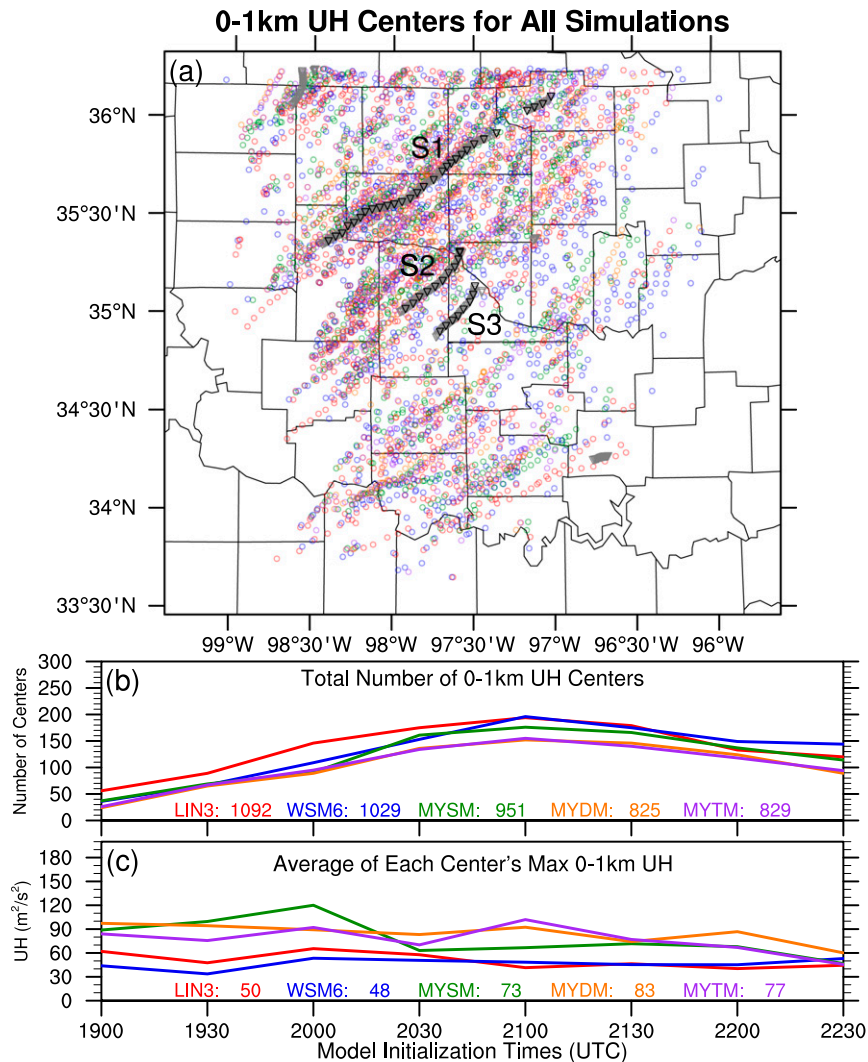 0-1km UH Centers for All Simulations
(a)
36°N
S1
35°30'N
S2
35°N
S3
34°30'N
34°N
33°30'N
99°W 98°30'W 98°W 97°30'W 97°W 96°30'W 96°W
(b) Total Number of 0-1km UH Centers
Number of Centers
300
250
200
150
100
50
0
LIN3: 1092 WSM6: 1029 MYSM: 951 MYDM: 825 MYTM: 829
(c) Average of Each Center's Max 0-1km UH
UH (m²/s²)
180
150
120
90
60
30
0
LIN3: 50 WSM6: 48 MYSM: 73 MYDM: 83 MYTM: 77
1900 1930 2000 2030 2100 2130 2200 2230
Model Initialization Times (UTC)